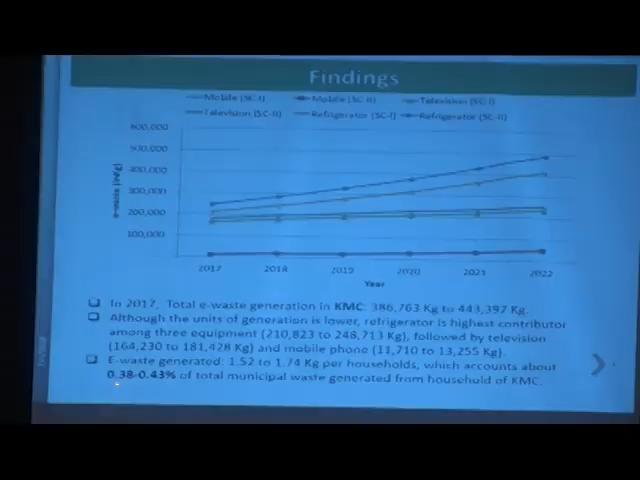 Findings
Mobile (SC-I) Mobile (SC-II) Television (SC-I)
Television (SC-II) Refrigerator (SC-I) Refrigerator (SC-II)
600,000
500,000
400,000
300,000
200,000
100,000
e-waste (in/g)
2017 2018 2019 2020 2021 2022
Year
In 2017, Total e-waste generation in KMC: 386,763 Kg to 443,397 Kg.
Although the units of generation is lower, refrigerator is highest contributor
among three equipment (210,823 to 248,713 Kg), followed by television
(164,230 to 181,428 Kg) and mobile phone (11,710 to 13,255 Kg).
E-waste generated: 1.52 to 1.74 Kg per households, which accounts about
0.38-0.43% of total municipal waste generated from household of KMC.